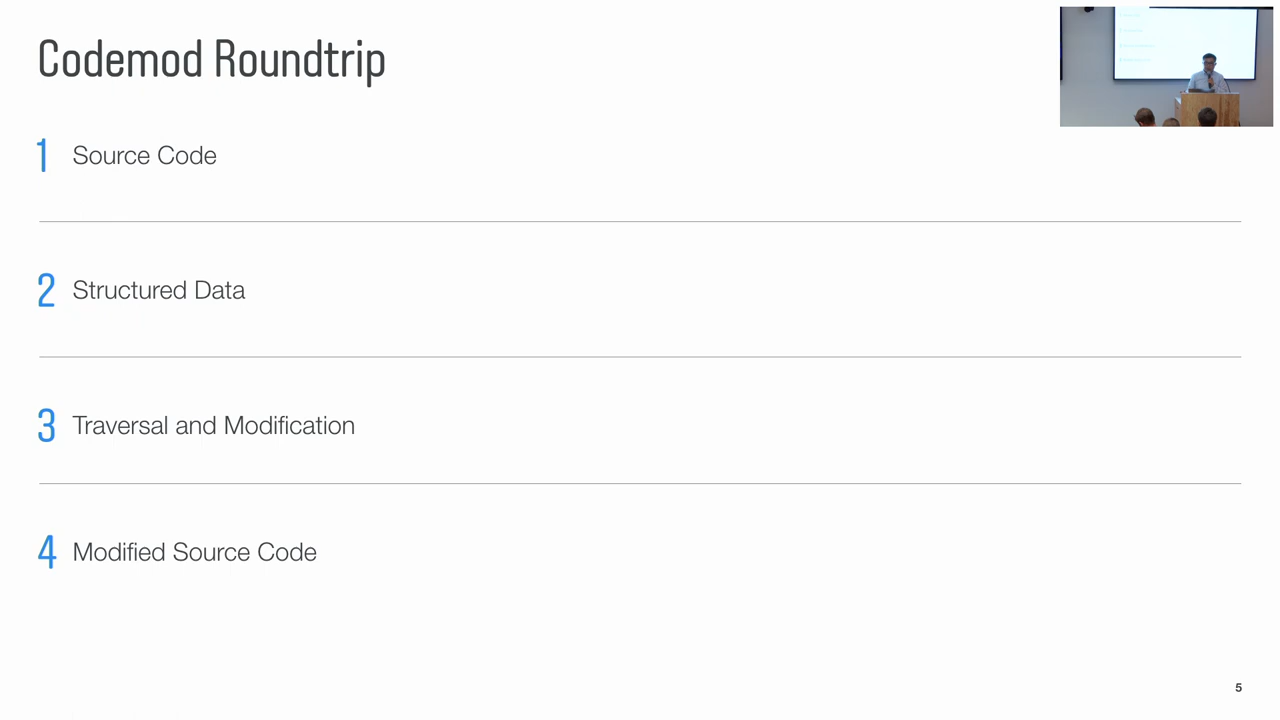 Codemod Roundtrip
1 Source Code
2 Structured Data
3 Traversal and Modification
4 Modified Source Code
5